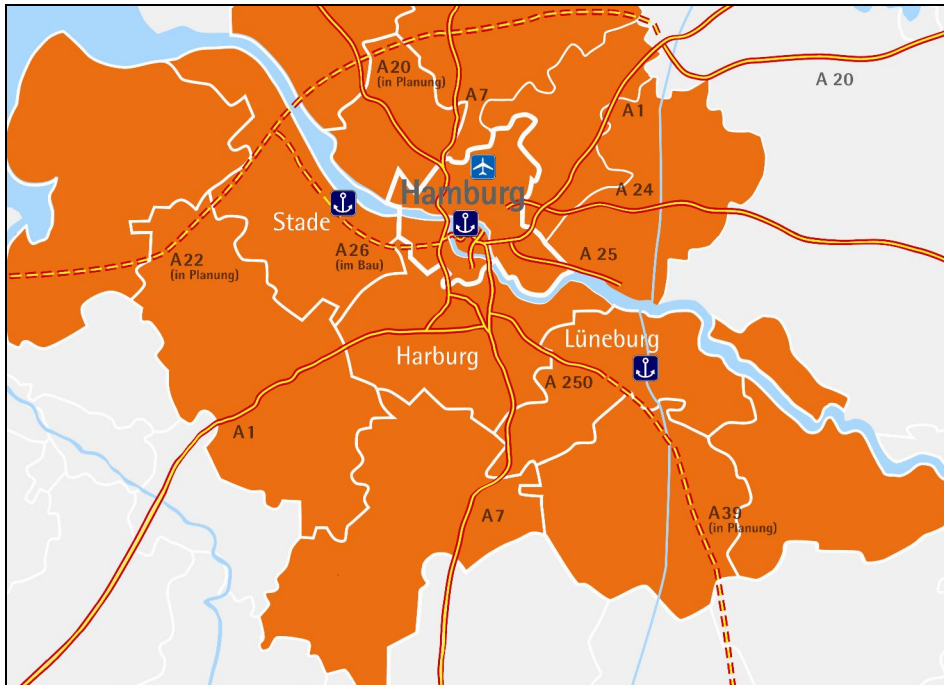 A20
(in Planung)
A 20
A7
A1
Hamburg
A 24
Stade
A22
(in Planung)
A26
(im Bau)
A 25
Harburg
Lüneburg
A 250
A1
A7
A39
(in Planung)